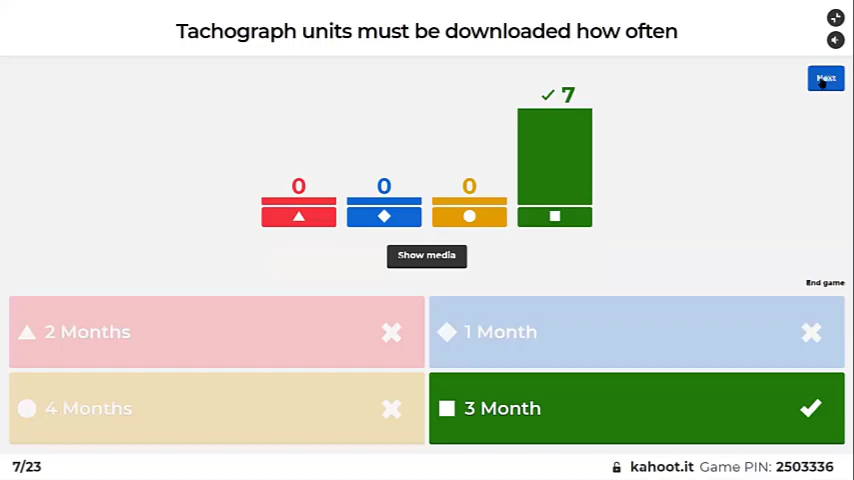 Tachograph units must be downloaded how often
Next
7
0
0
0
Show media
End game
2 Months
1 Month
4 Months
3 Month
7/23
kahoot.it Game PIN: 2503336